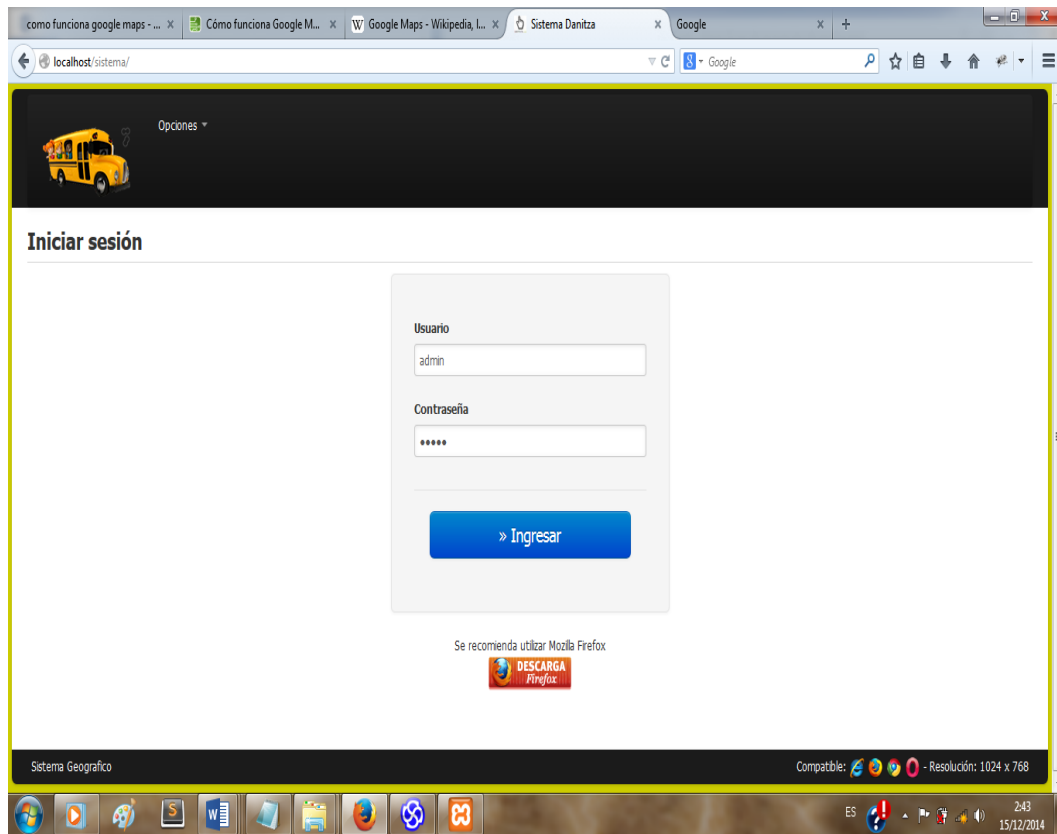 como funciona google maps - ...
Cómo funciona Google M...
W Google Maps - Wikipedia, l...
Sistema Danitza
Google
localhost/sistema/
Google
Opciones
Iniciar sesión
Usuario
admin
Contraseña
•••••
» Ingresar
Se recomienda utilizar Mozilla Firefox
DESCARGA
Firefox
Sistema Geografico
Compatible: - Resolución: 1024 x 768
ES
2:43
15/12/2014